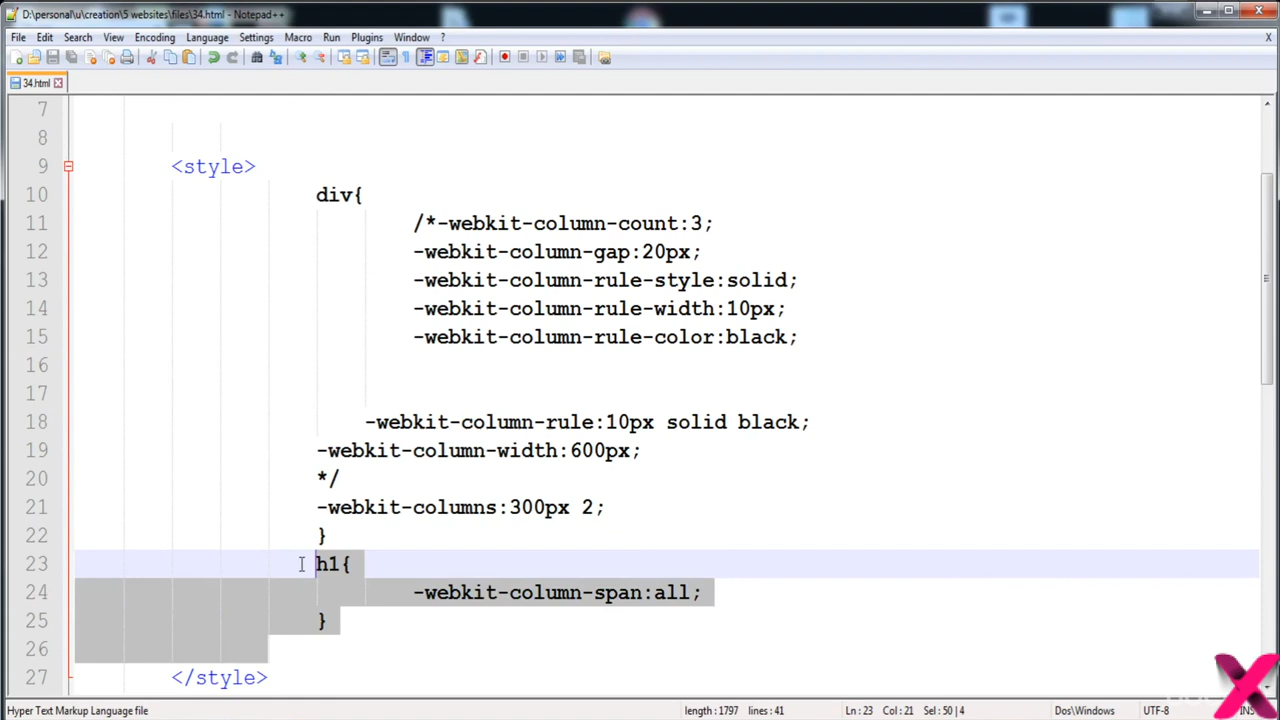 D:\personal\u\creation\5 websites\files\34.html - Notepad++
File Edit Search View Encoding Language Settings Macro Run Plugins Window ? X
34.html
7
8
9 <style>
10 div{
11 /*-webkit-column-count:3;
12 -webkit-column-gap:20px;
13 -webkit-column-rule-style:solid;
14 -webkit-column-rule-width:10px;
15 -webkit-column-rule-color:black;
16
17
18 -webkit-column-rule:10px solid black;
19 -webkit-column-width:600px;
20 */
21 -webkit-columns:300px 2;
22 }
23 h1{
24 -webkit-column-span:all;
25 }
26
27 </style>
Hyper Text Markup Language file length : 1797 lines : 41 Ln : 23 Col : 21 Sel : 50 | 4 Dos\Windows UTF-8 INS